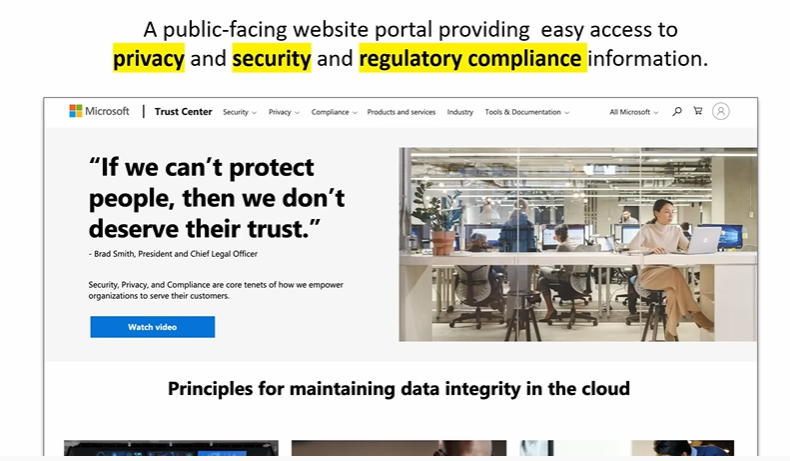 A public-facing website portal providing easy access to
privacy and security and regulatory compliance information.
Microsoft | Trust Center Security Privacy Compliance Products and services Industry Tools & Documentation All Microsoft
“If we can’t protect
people, then we don’t
deserve their trust.”
- Brad Smith, President and Chief Legal Officer
Security, Privacy, and Compliance are core tenets of how we empower
organizations to serve their customers.
Watch video
Principles for maintaining data integrity in the cloud